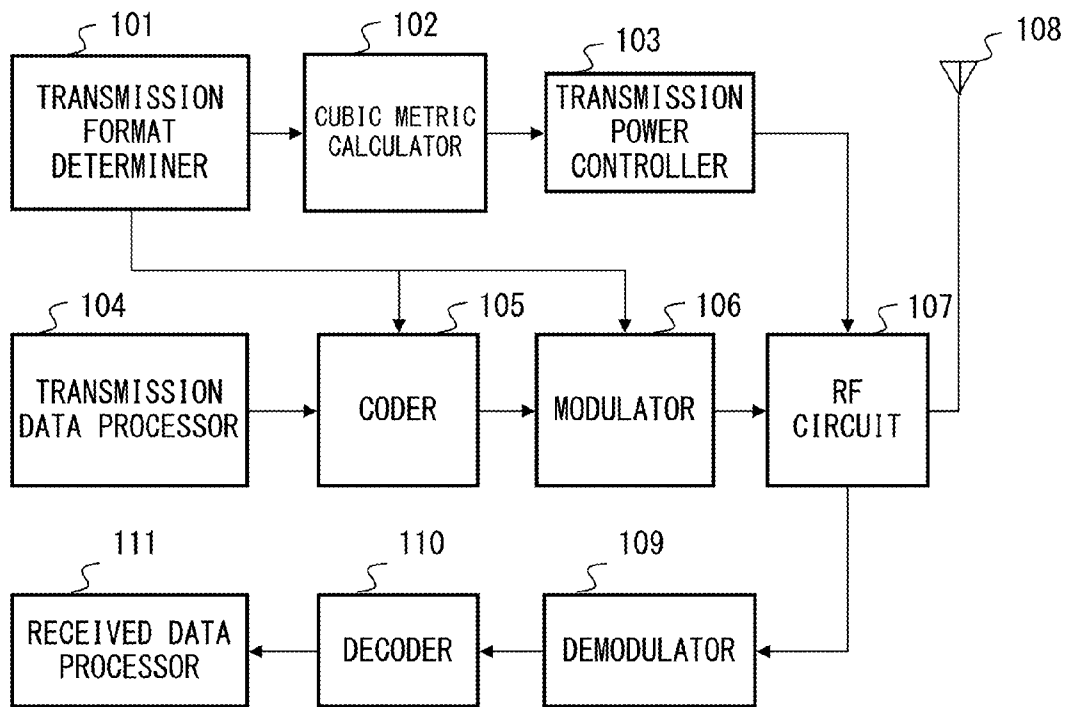 101
102
103
108
TRANSMISSION
FORMAT
DETERMINER
CUBIC METRIC
CALCULATOR
TRANSMISSION
POWER
CONTROLLER
104
105
106
107
TRANSMISSION
DATA PROCESSOR
CODER
MODULATOR
RF
CIRCUIT
111
110
109
RECEIVED DATA
PROCESSOR
DECODER
DEMODULATOR